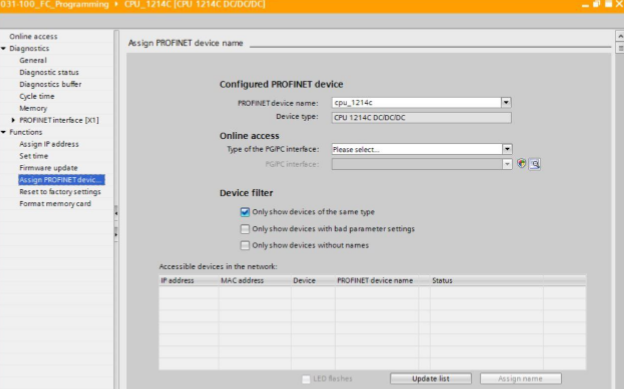 031-100_FC_Programming ▸ CPU_1214C [CPU 1214C DC/DC/DC]
Online access
Diagnostics
General
Diagnostic status
Diagnostics buffer
Cycle time
Memory
PROFINET interface [X1]
Functions
Assign IP address
Set time
Firmware update
Assign PROFINET devic...
Reset to factory settings
Format memory card
Assign PROFINET device name
Configured PROFINET device
PROFINET device name: cpu_1214c
Device type: CPU 1214C DC/DC/DC
Online access
Type of the PG/PC interface: Please select...
PG/PC interface:
Device filter
Only show devices of the same type
Only show devices with bad parameter settings
Only show devices without names
Accessible devices in the network:
IP address MAC address Device PROFINET device name Status
LED flashes Update list Assign name